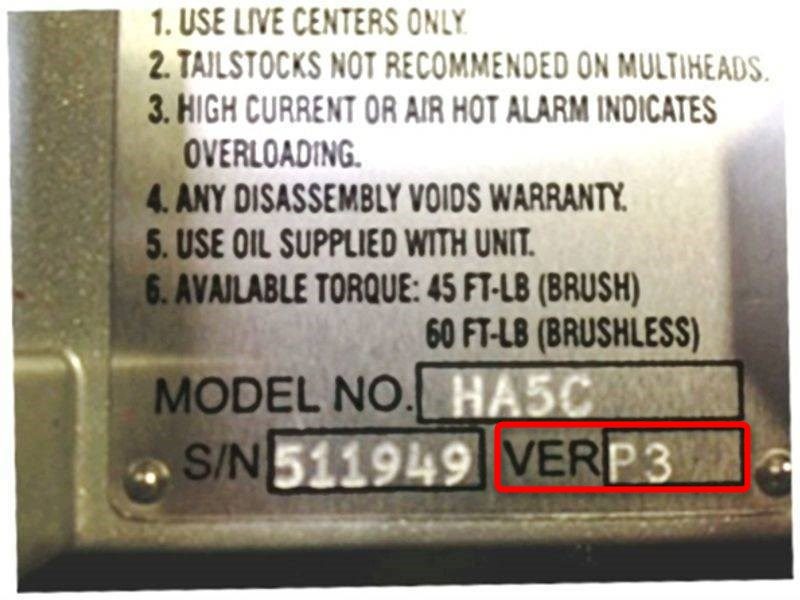 1. USE LIVE CENTERS ONLY.
2. TAILSTOCKS NOT RECOMMENDED ON MULTIHEADS.
3. HIGH CURRENT OR AIR HOT ALARM INDICATES
OVERLOADING.
4. ANY DISASSEMBLY VOIDS WARRANTY.
5. USE OIL SUPPLIED WITH UNIT.
6. AVAILABLE TORQUE: 45 FT-LB (BRUSH)
60 FT-LB (BRUSHLESS)
MODEL NO. HA5C
S/N 511949 VER P3